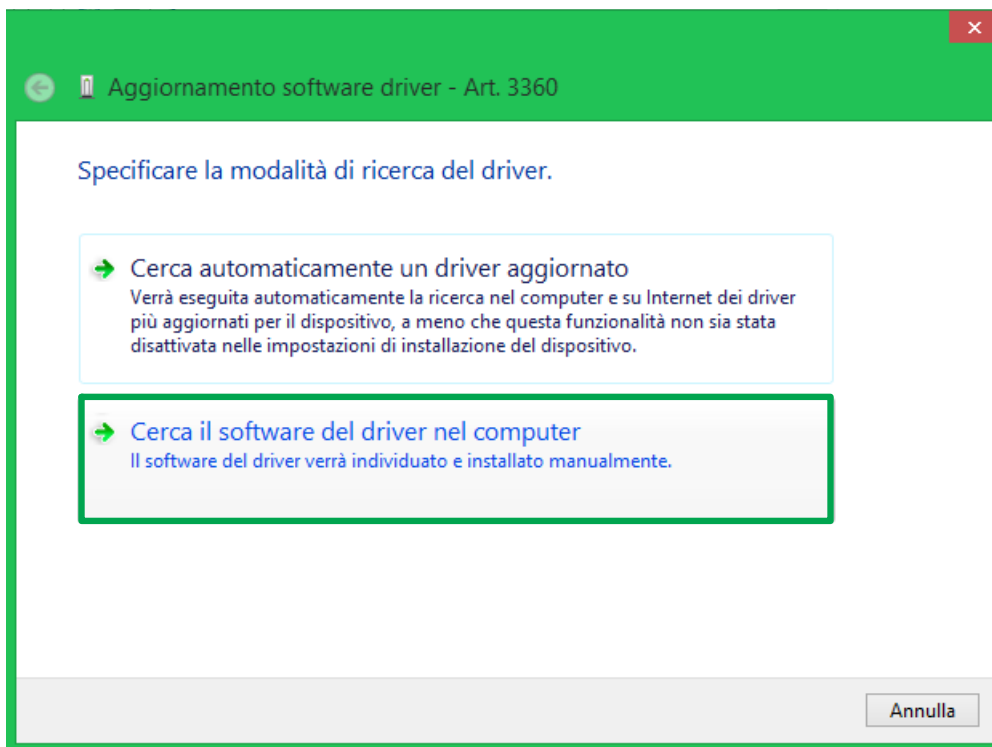 Aggiornamento software driver - Art. 3360
Specificare la modalità di ricerca del driver.
Cerca automaticamente un driver aggiornato
Verrà eseguita automaticamente la ricerca nel computer e su Internet dei driver
più aggiornati per il dispositivo, a meno che questa funzionalità non sia stata
disattivata nelle impostazioni di installazione del dispositivo.
Cerca il software del driver nel computer
Il software del driver verrà individuato e installato manualmente.
Annulla